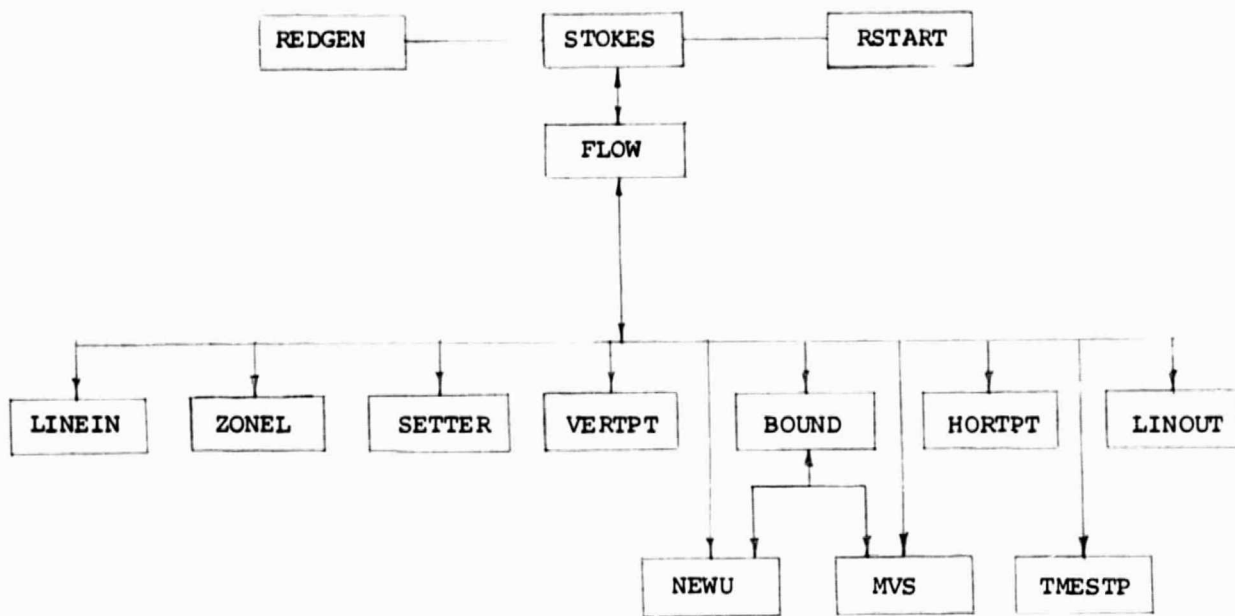 REDGEN STOKES RSTART
FLOW
LINEIN ZONEL SETTER VERTPT BOUND HORTPT LINOUT
NEWU MVS TMESTP